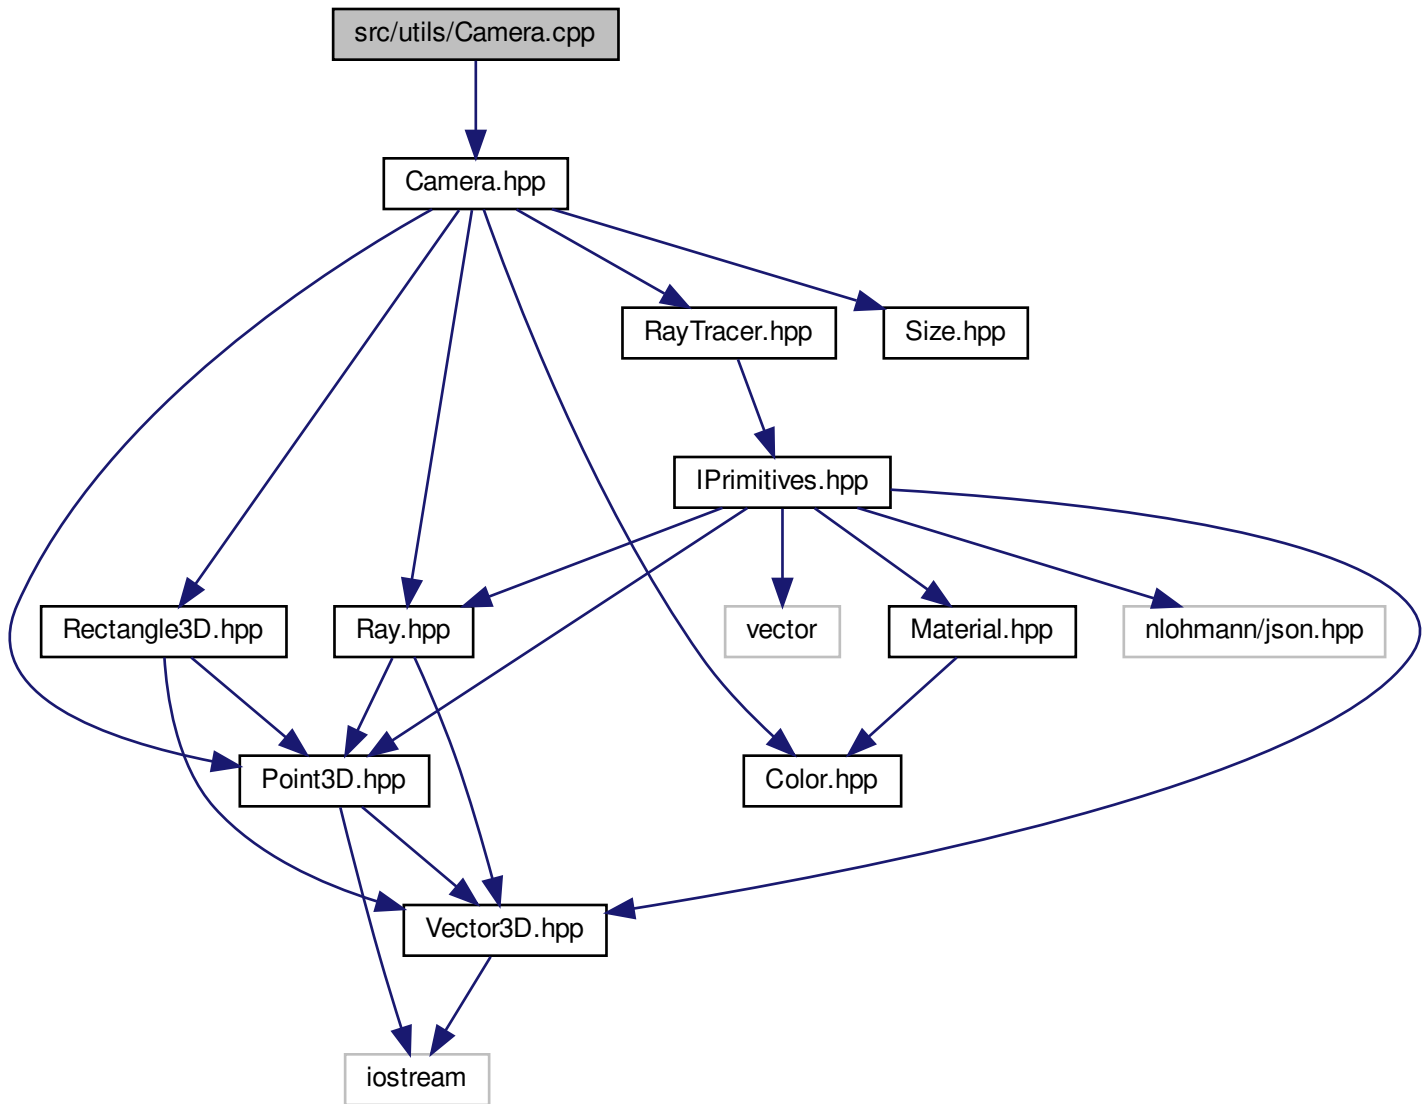 src/utils/Camera.cpp
Camera.hpp
RayTracer.hpp
Size.hpp
IPrimitives.hpp
Rectangle3D.hpp
Ray.hpp
vector
Material.hpp
nlohmann/json.hpp
Point3D.hpp
Color.hpp
Vector3D.hpp
iostream